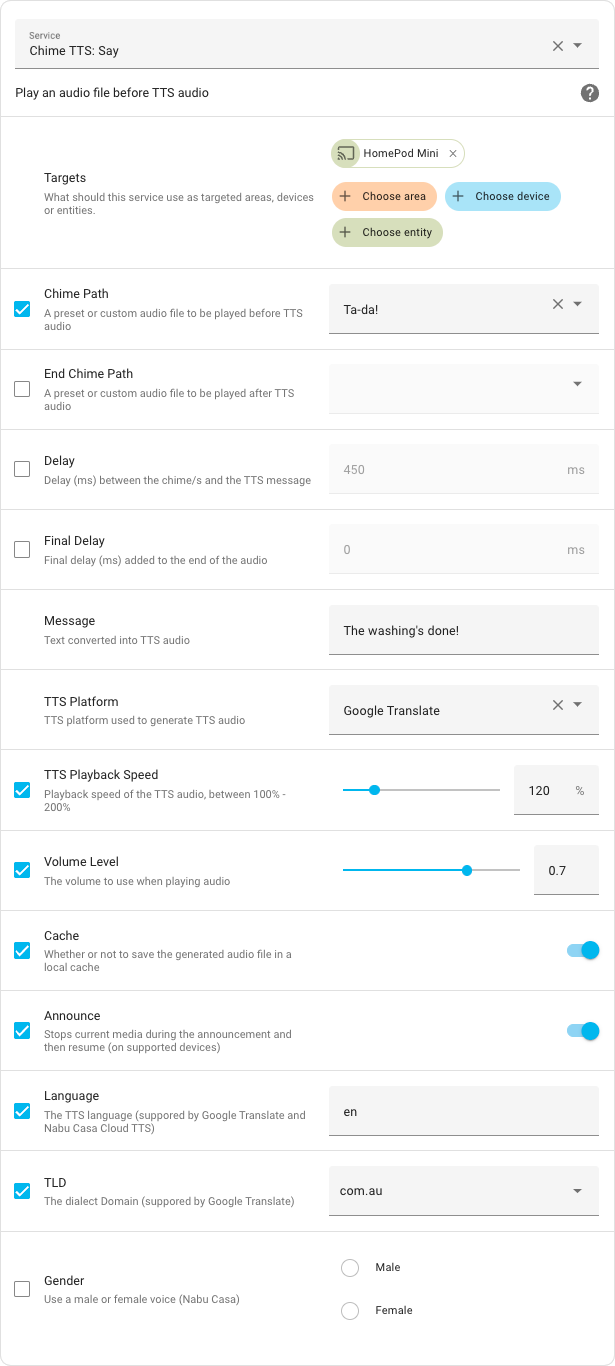 Service
Chime TTS: Say
Play an audio file before TTS audio
Targets
What should this service use as targeted areas, devices
or entities.
HomePod Mini
Choose area
Choose device
Choose entity
Chime Path
A preset or custom audio file to be played before TTS
audio
Ta-da!
End Chime Path
A preset or custom audio file to be played after TTS
audio
Delay
Delay (ms) between the chime/s and the TTS message
450 ms
Final Delay
Final delay (ms) added to the end of the audio
0 ms
Message
Text converted into TTS audio
The washing's done!
TTS Platform
TTS platform used to generate TTS audio
Google Translate
TTS Playback Speed
Playback speed of the TTS audio, between 100% -
200%
120 %
Volume Level
The volume to use when playing audio
0.7
Cache
Whether or not to save the generated audio file in a
local cache
Announce
Stops current media during the announcement and
then resume (on supported devices)
Language
The TTS language (suppored by Google Translate and
Nabu Casa Cloud TTS)
en
TLD
The dialect Domain (suppored by Google Translate)
com.au
Gender
Use a male or female voice (Nabu Casa)
Male
Female